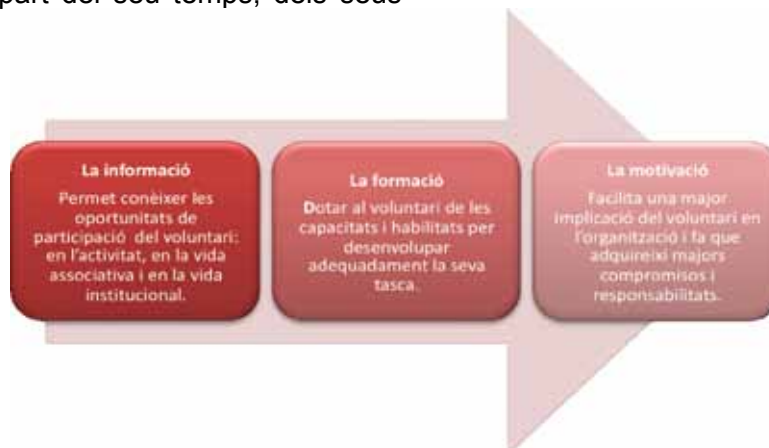 part del seu temps, dels seus
La informació
Permet conèixer les
oportunitats de
participació del voluntari:
en l'activitat, en la vida
associativa i en la vida
institucional.
La formació
Dotar al voluntari de les
capacitats i habilitats per
desenvolupar
adequadament la seva
tasca.
La motivació
Facilita una major
implicació del voluntari en
l'organització i fa que
adquireixi majors
compromisos i
responsabilitats.